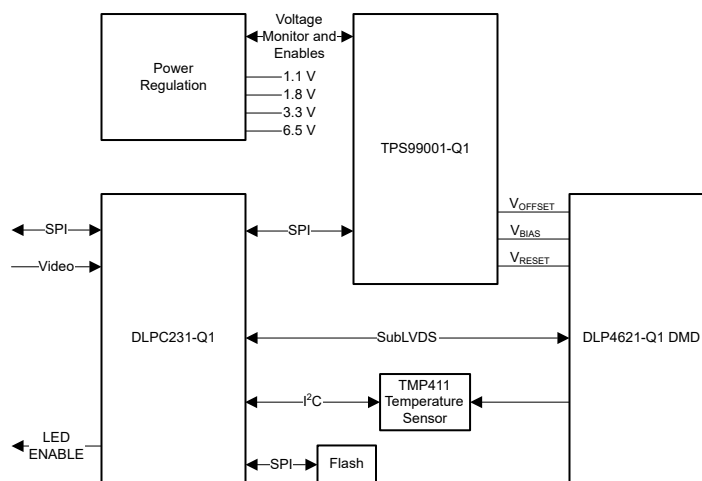 Voltage
Monitor and
Enables
Power
Regulation
1.1 V
1.8 V
3.3 V
6.5 V
TPS99001-Q1
SPI
SPI
Video
VOFFSET
VBIAS
VRESET
DLPC231-Q1
SubLVDS
DLP4621-Q1 DMD
I²C
TMP411
Temperature
Sensor
LED
ENABLE
SPI
Flash